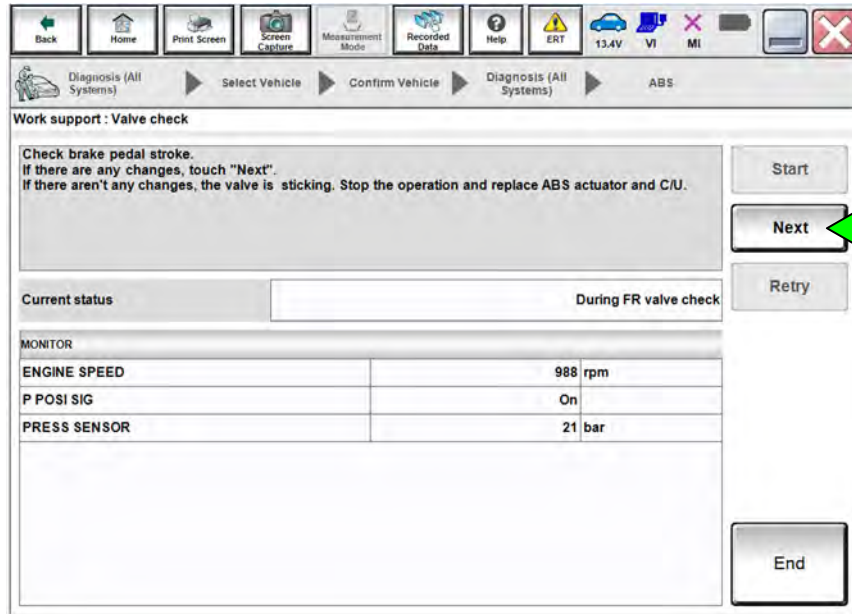 Back
Home
Print Screen
Screen Capture
Measurement Mode
Recorded Data
Help
ERT
13.4V
VI
MI
Diagnosis (All Systems)
Select Vehicle
Confirm Vehicle
Diagnosis (All Systems)
ABS
Work support : Valve check
Check brake pedal stroke.
If there are any changes, touch "Next".
If there aren't any changes, the valve is sticking. Stop the operation and replace ABS actuator and C/U.
Start
Next
Retry
Current status
During FR valve check
MONITOR
ENGINE SPEED 988 rpm
P POSI SIG On
PRESS SENSOR 21 bar
End